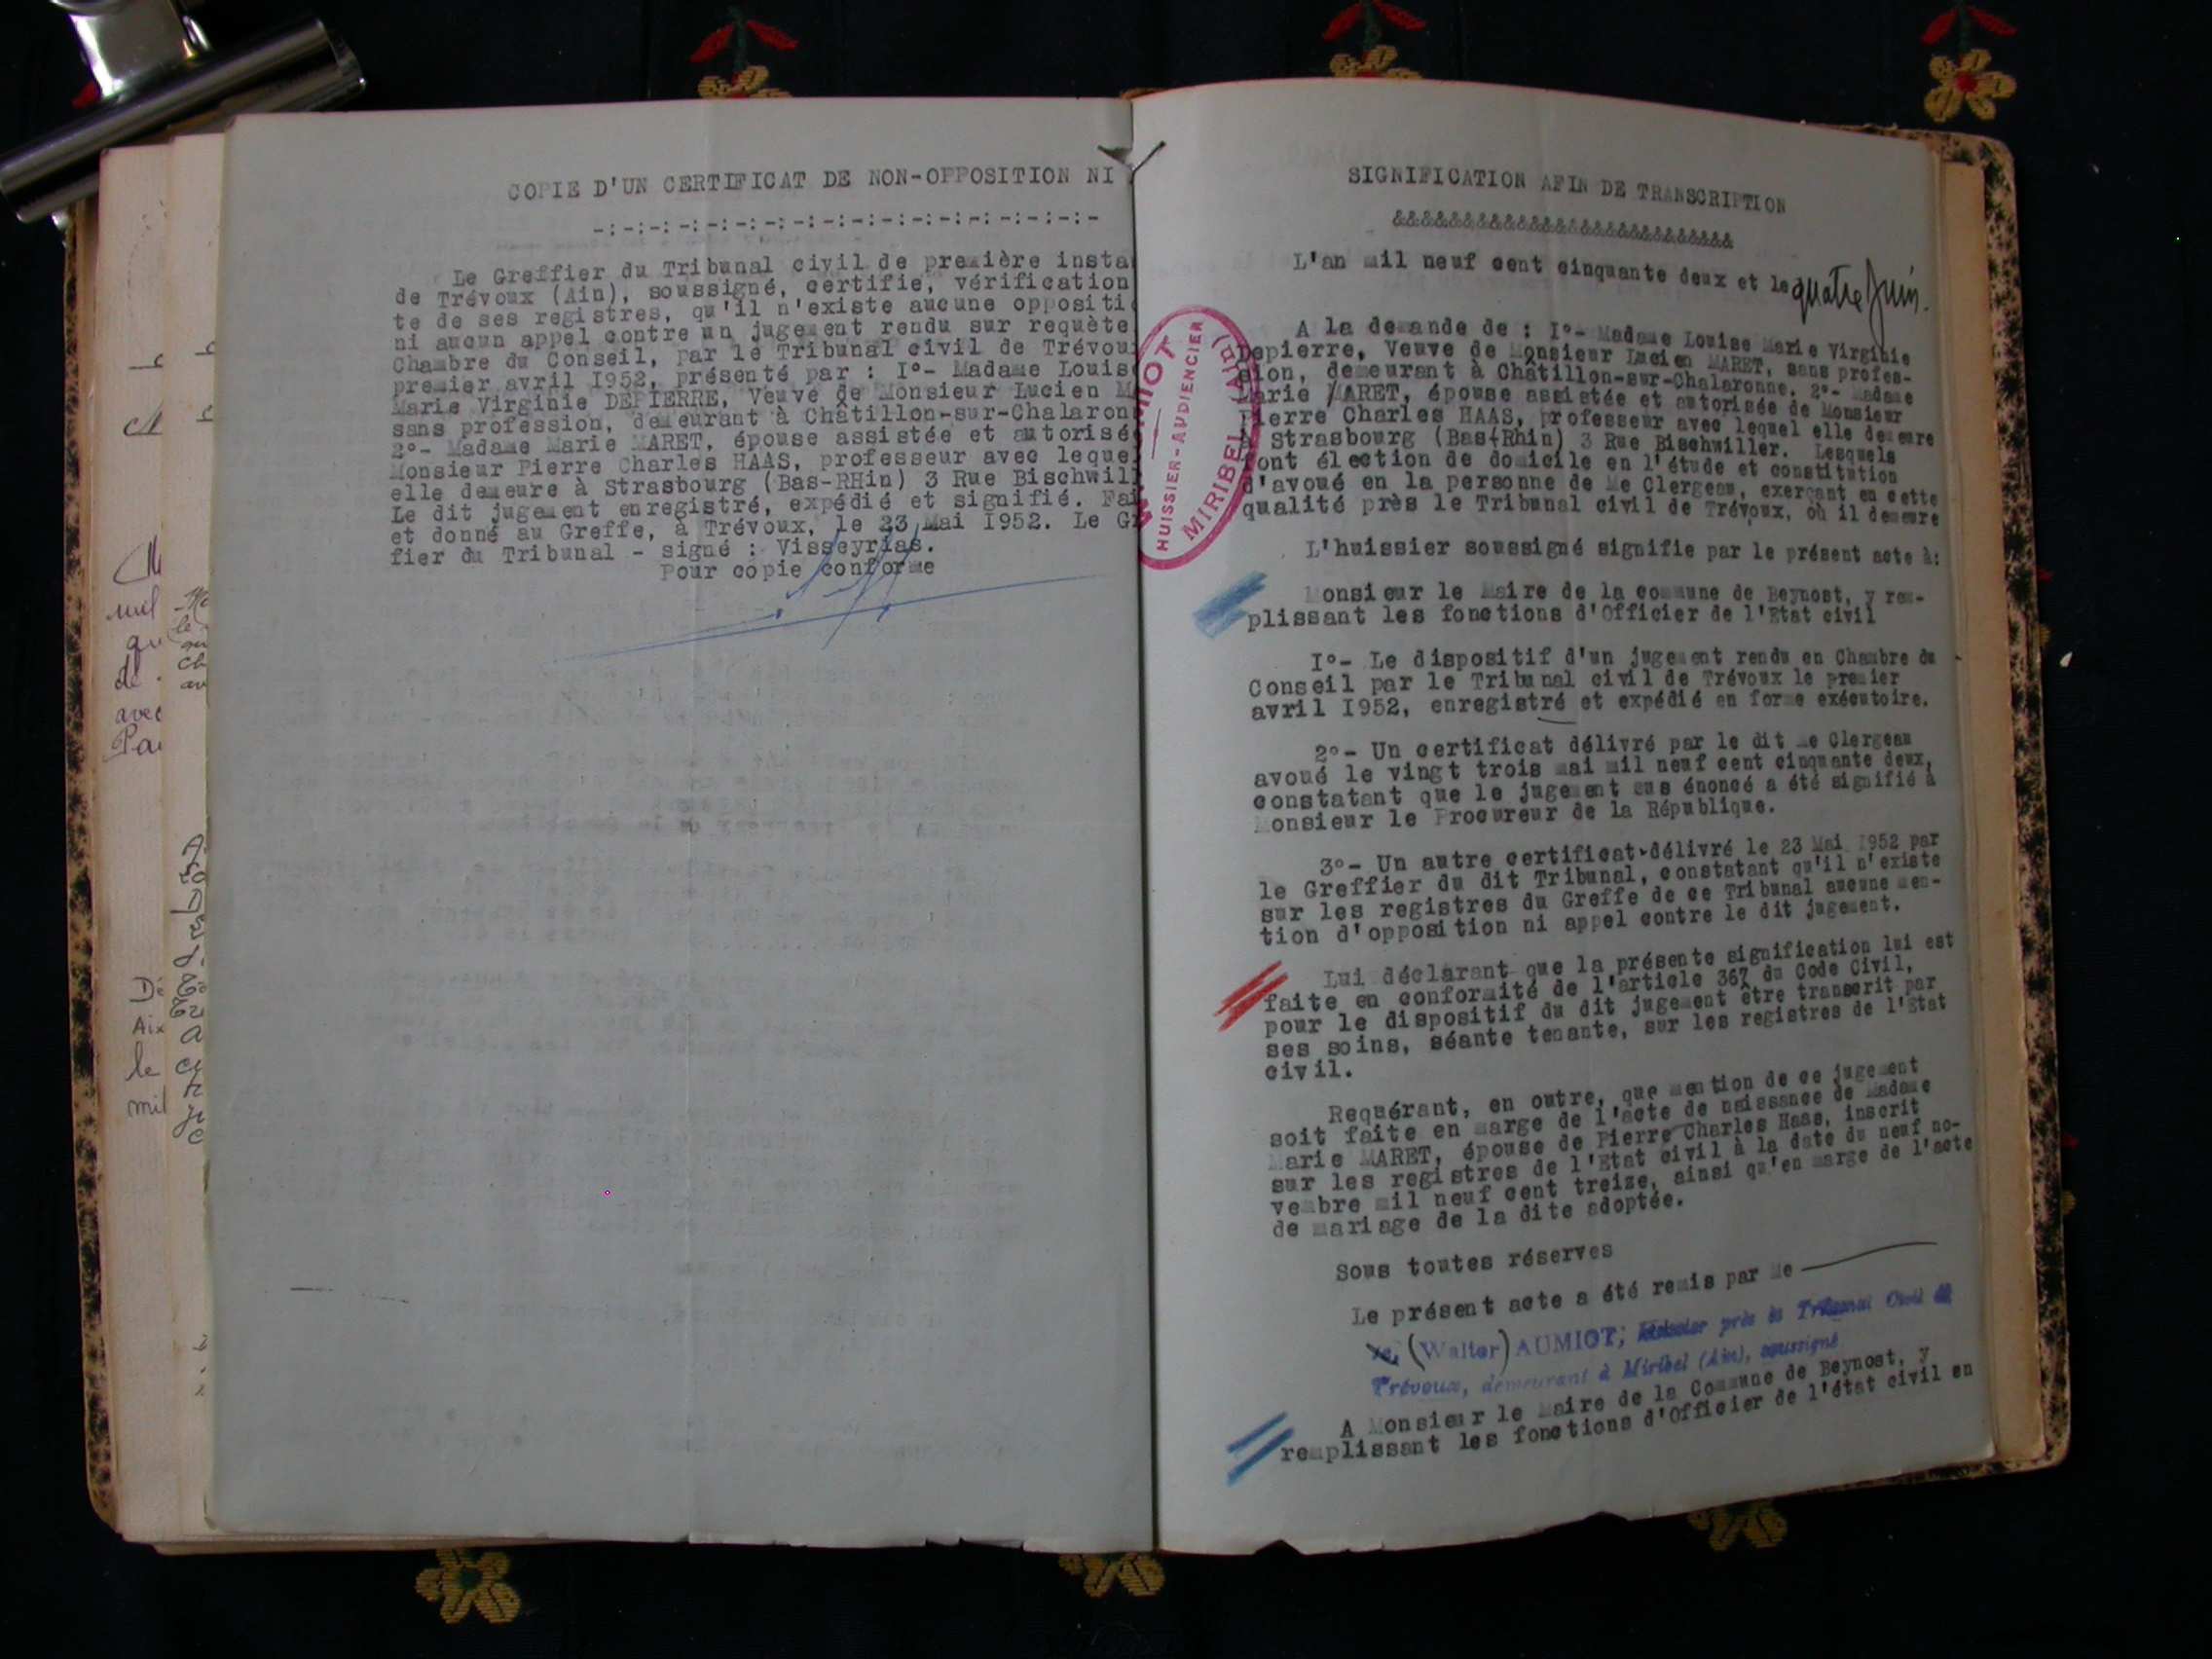 COPIE D'UN CERTIFICAT DE NON-OPPOSITION NI
-:-:-:-:-:-:-:-:-:-:-:-:-:-:-:-:-:-
Le Greffier du Tribunal civil de première insta
de Trévoux (Ain), soussigné, certifie, vérification
te de ses registres, qu'il n'existe aucune oppositio
ni aucun appel contre un jugement rendu sur requète
Chambre du Conseil, par le Tribunal civil de Trévoux
premier avril I952, présenté par : I°- Madame Louise
Marie Virginie DEPIERRE, Veuve de Monsieur Lucien M
sans profession, demeurant à Châtillon-sur-Chalaron
2°- Madame Marie MARET, épouse assistée et autorisée
Monsieur Pierre Charles HAAS, professeur avec leque
elle demeure à Strasbourg (Bas-RHin) 3 Rue Bischwill
Le dit jugement enregistré, expédié et signifié. Fai
et donné au Greffe, à Trévoux, le 23 Mai I952. Le Gr
fier du Tribunal - signé : Visseyrias.
Pour copie conforme
SIGNIFICATION AFIN DE TRANSCRIPTION
&&&&&&&&&&&&&&&&&&&&&&&&&&&
L'an mil neuf cent cinquante deux et le quatre Juin.
A la demande de : I°- Madame Louise Marie Virginie
Depierre, Veuve de Monsieur Lucien MARET, sans profes-
sion, demeurant à Châtillon-sur-Chalaronne. 2°- Madame
Marie MARET, épouse assistée et autorisée de Monsieur
Pierre Charles HAAS, professeur avec lequel elle demeure
à Strasbourg (Bas-Rhin) 3 Rue Bischwiller. Lesquels
font élection de domicile en l'étude et constitution
d'avoué en la personne de Me Clergeau, exerçant en cette
qualité près le Tribunal civil de Trévoux, où il demeure
AUMIOT
HUISSIER-AUDIENCIER
MIRIBEL (Ain)
L'huissier soussigné signifie par le présent acte à:
Monsieur le Maire de la commune de Beynost, y rem-
plissant les fonctions d'Officier de l'Etat civil
I°- Le dispositif d'un jugement rendu en Chambre du
Conseil par le Tribunal civil de Trévoux le premier
avril I952, enregistré et expédié en forme exécutoire.
2°- Un certificat délivré par le dit Me Clergeau
avoué le vingt trois mai mil neuf cent cinquante deux,
constatant que le jugement sus énoncé a été signifié à
Monsieur le Procureur de la République.
3°- Un autre certificat délivré le 23 Mai I952 par
le Greffier du dit Tribunal, constatant qu'il n'existe
sur les registres du Greffe de ce Tribunal aucune men-
tion d'opposition ni appel contre le dit jugement.
Lui déclarant que la présente signification lui est
faite en conformité de l'article 367 du Code Civil,
pour le dispositif du dit jugement être transcrit par
ses soins, séante tenante, sur les registres de l'Etat
civil.
Requérant, en outre, que mention de ce jugement
soit faite en marge de l'acte de naissance de Madame
Marie MARET, épouse de Pierre Charles Haas, inscrit
sur les registres de l'Etat civil à la date du neuf no-
vembre mil neuf cent treize, ainsi qu'en marge de l'acte
de mariage de la dite adoptée.
Sous toutes réserves
Le présent acte a été remis par Me
(Walter) AUMIOT, Huissier près le Tribunal Civil de
Trévoux, demeurant à Miribel (Ain), soussigné
A Monsieur le Maire de la Commune de Beynost, y
remplissant les fonctions d'Officier de l'état civil en